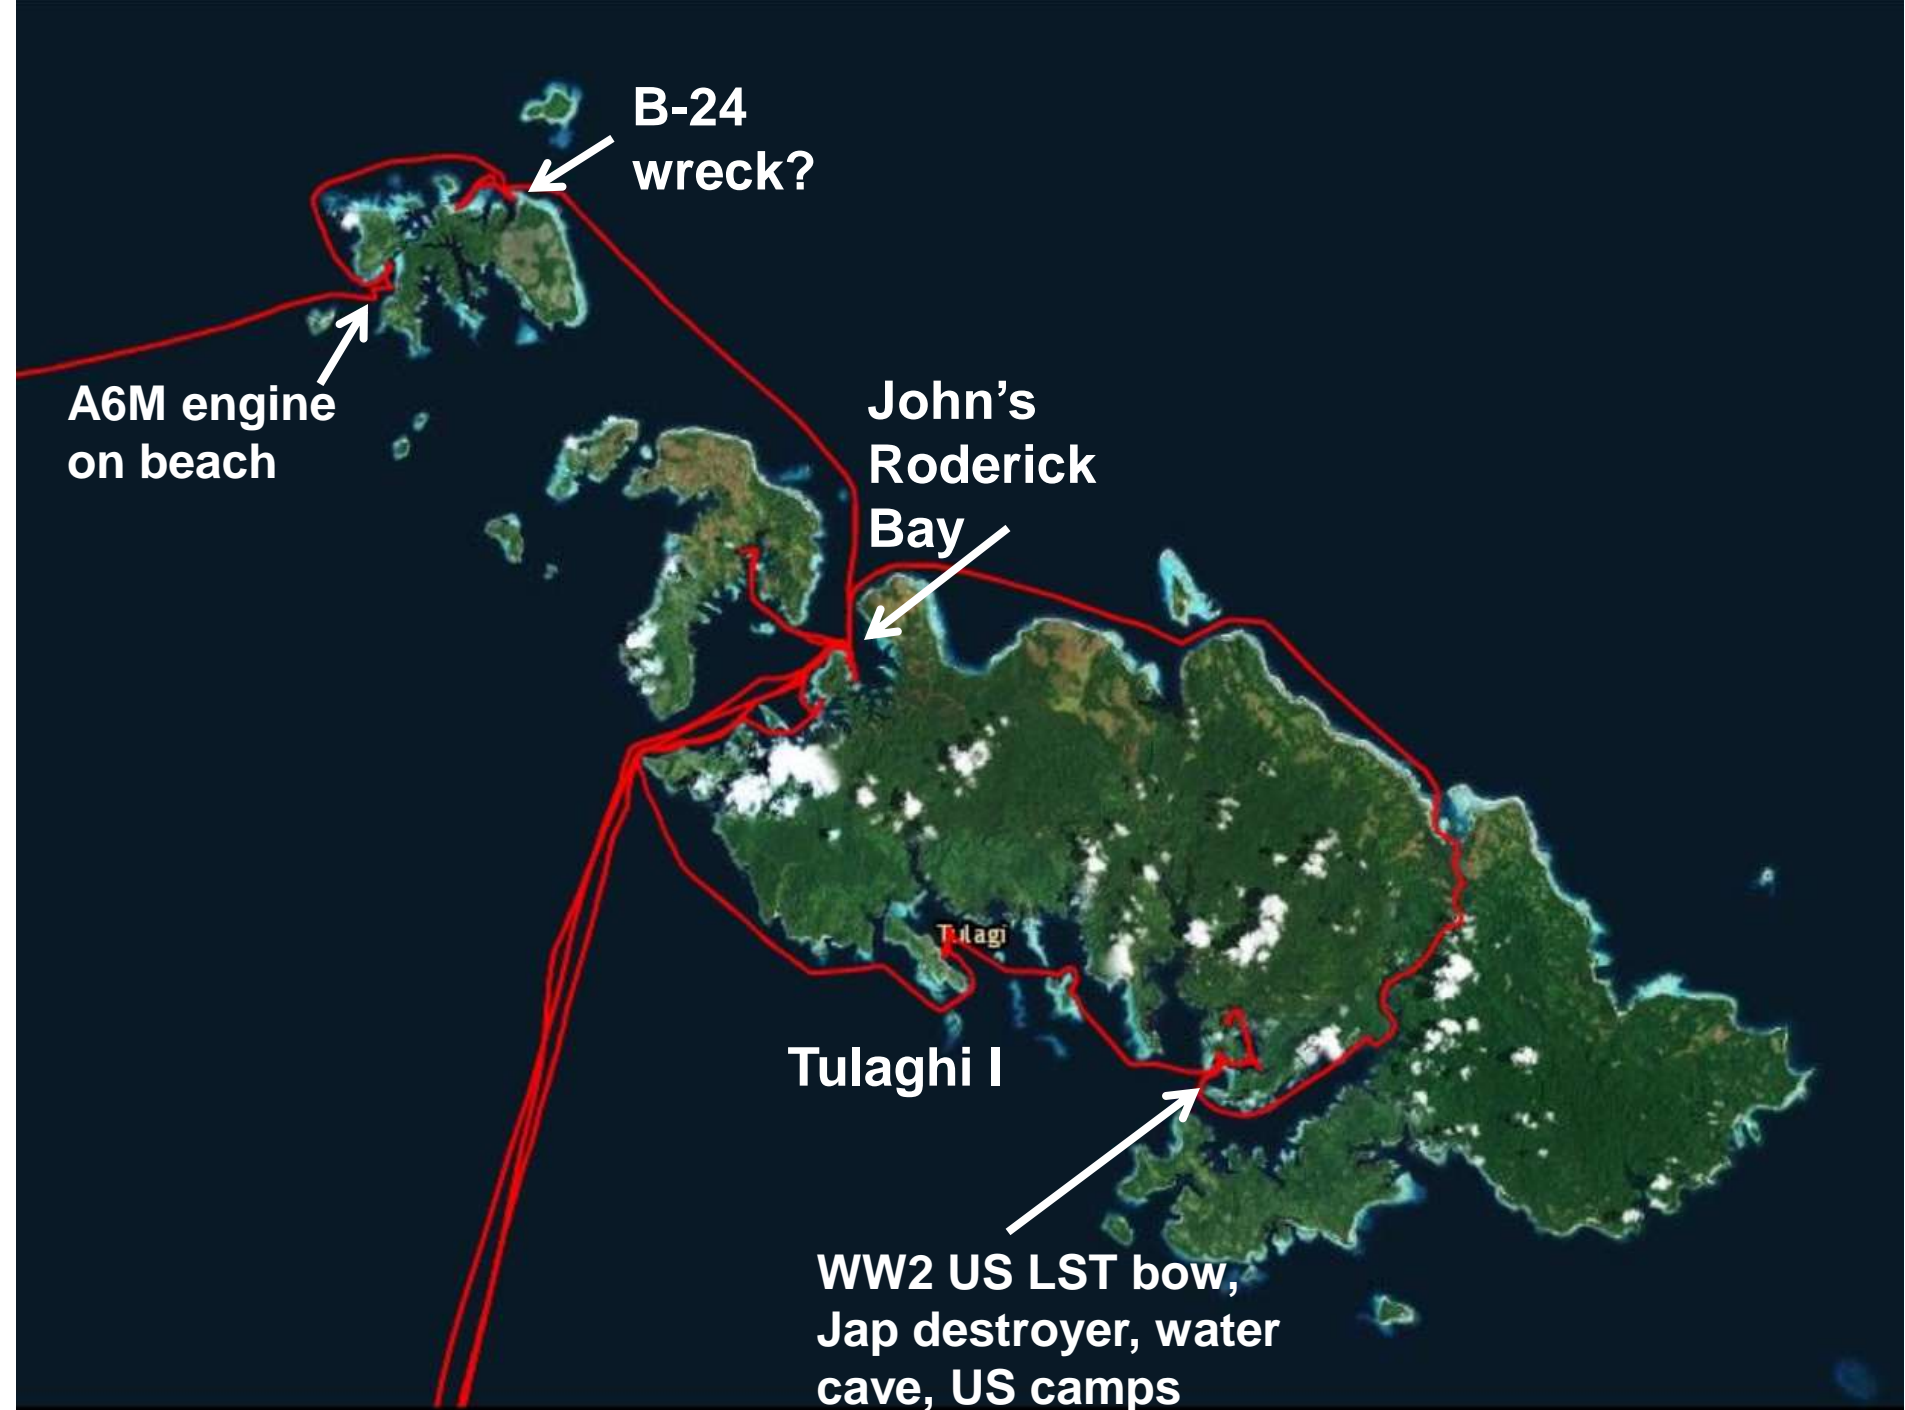 B-24
wreck?
A6M engine
on beach
John’s
Roderick
Bay
Tulagi
Tulaghi I
WW2 US LST bow,
Jap destroyer, water
cave, US camps